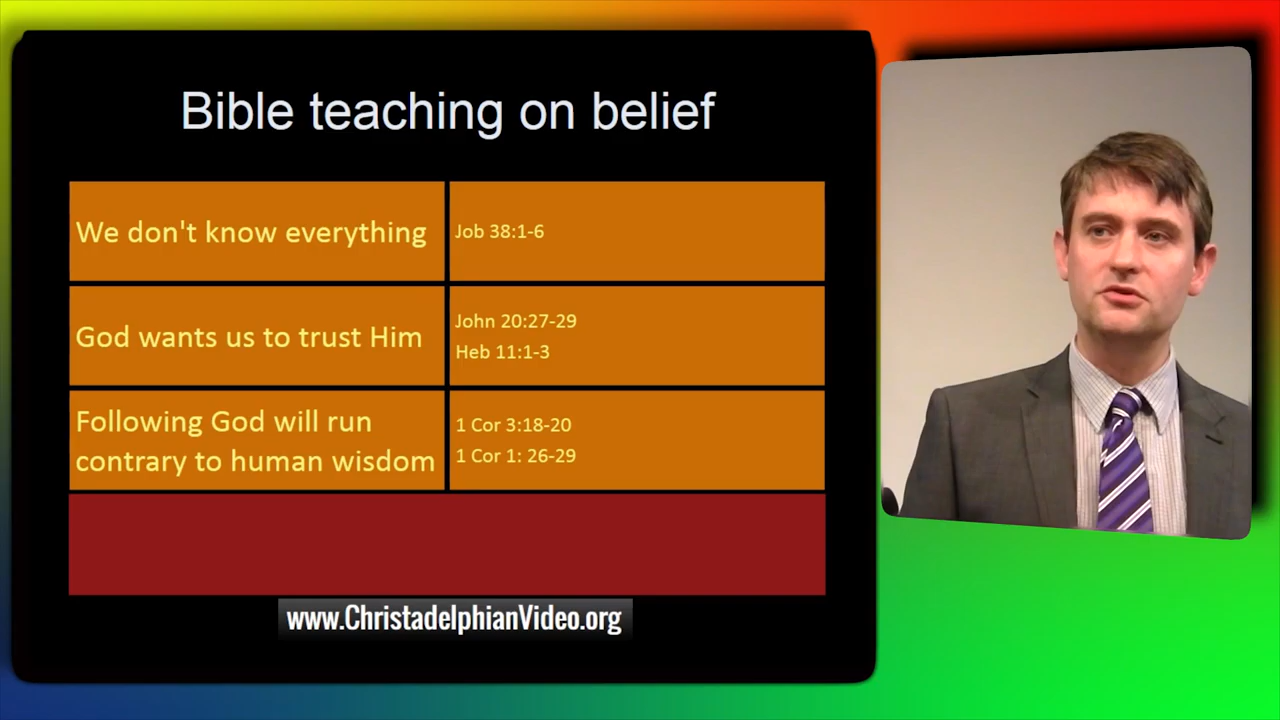 Bible teaching on belief
We don't know everything
Job 38:1-6
God wants us to trust Him
John 20:27-29
Heb 11:1-3
Following God will run
contrary to human wisdom
1 Cor 3:18-20
1 Cor 1: 26-29
www.ChristadelphianVideo.org